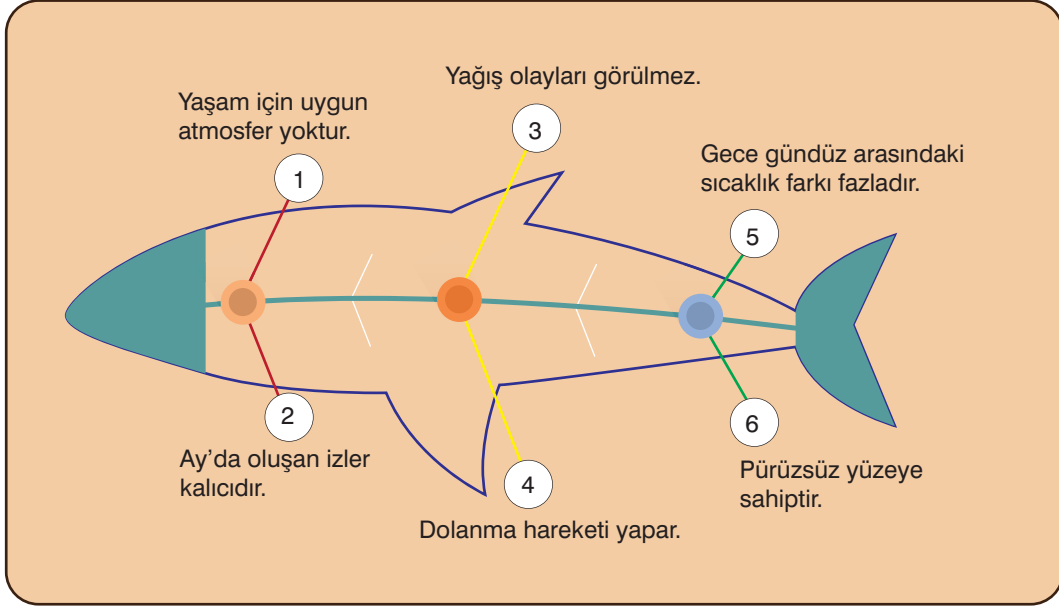 Yağış olayları görülmez.
3
Yaşam için uygun
atmosfer yoktur.
1
Gece gündüz arasındaki
sıcaklık farkı fazladır.
5
2
Ay'da oluşan izler
kalıcıdır.
4
Dolanma hareketi yapar.
6
Pürüzsüz yüzeye
sahiptir.